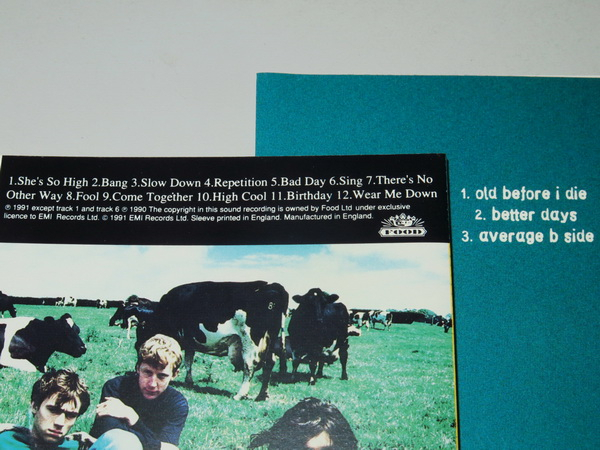 1.She's So High 2.Bang 3.Slow Down 4.Repetition 5.Bad Day 6.Sing 7.There's No
Other Way 8.Fool 9.Come Together 10.High Cool 11.Birthday 12.Wear Me Down
℗ 1991 except track 1 and track 6 ℗ 1990 The copyright in this sound recording is owned by Food Ltd under exclusive
licence to EMI Records Ltd. © 1991 EMI Records Ltd. Sleeve printed in England. Manufactured in England.
FOOD
1. old before i die
2. better days
3. average b side